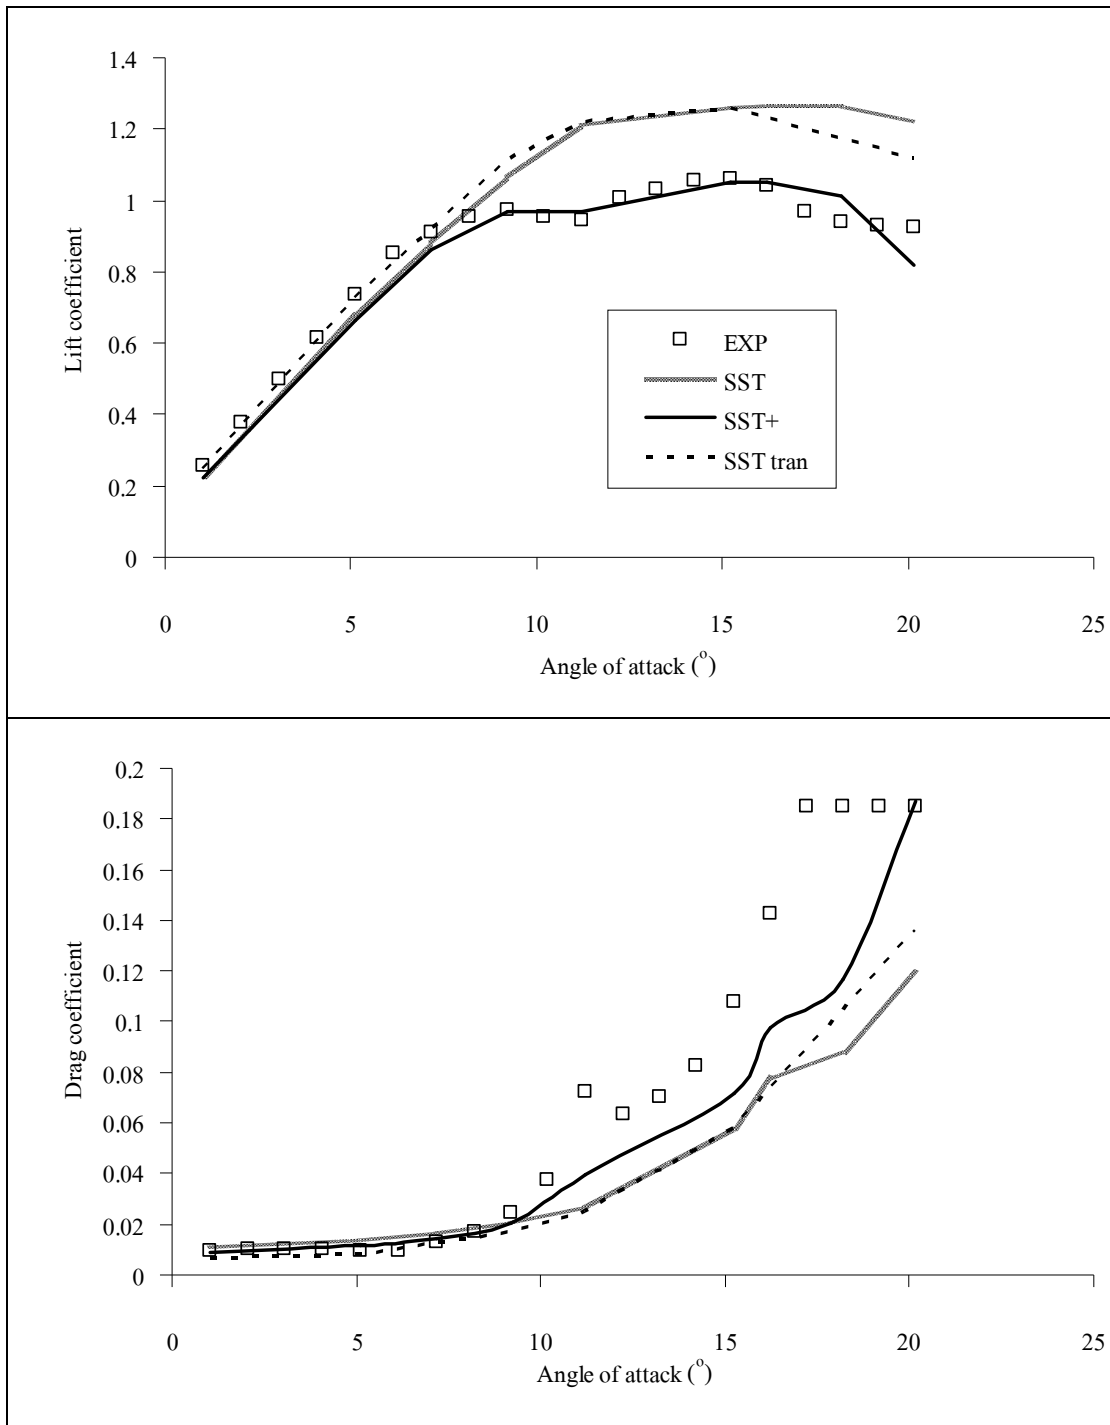 1.4
1.2
1
0.8
0.6
0.4
0.2
0
Lift coefficient
EXP
SST
SST+
SST tran
0 5 10 15 20 25
Angle of attack (o)
0.2
0.18
0.16
0.14
0.12
0.1
0.08
0.06
0.04
0.02
0
Drag coefficient
0 5 10 15 20 25
Angle of attack (o)